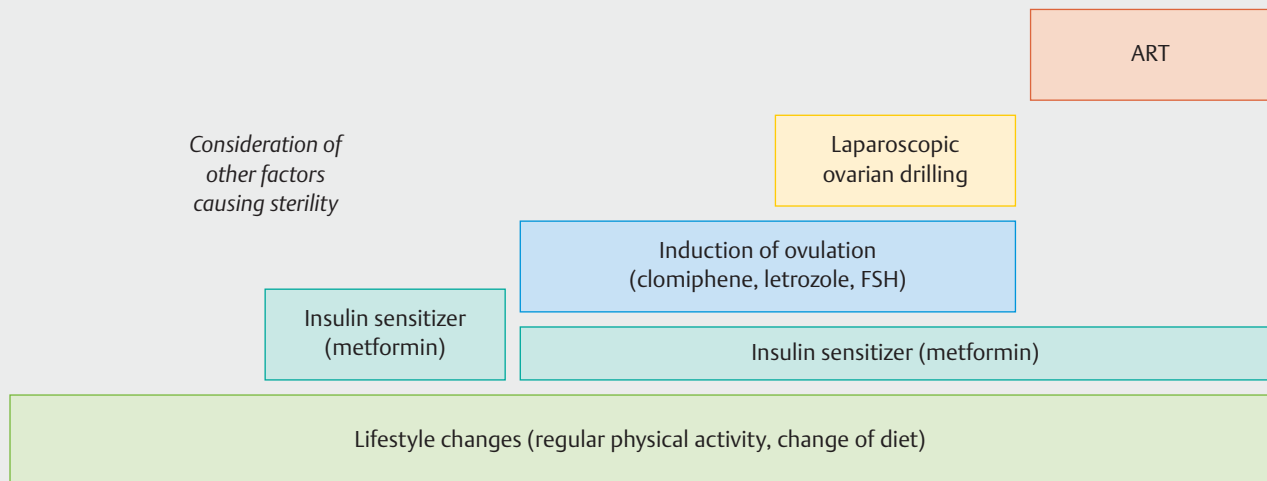 ART
Consideration of
other factors
causing sterility
Laparoscopic
ovarian drilling
Induction of ovulation
(clomiphene, letrozole, FSH)
Insulin sensitizer
(metformin)
Insulin sensitizer (metformin)
Lifestyle changes (regular physical activity, change of diet)